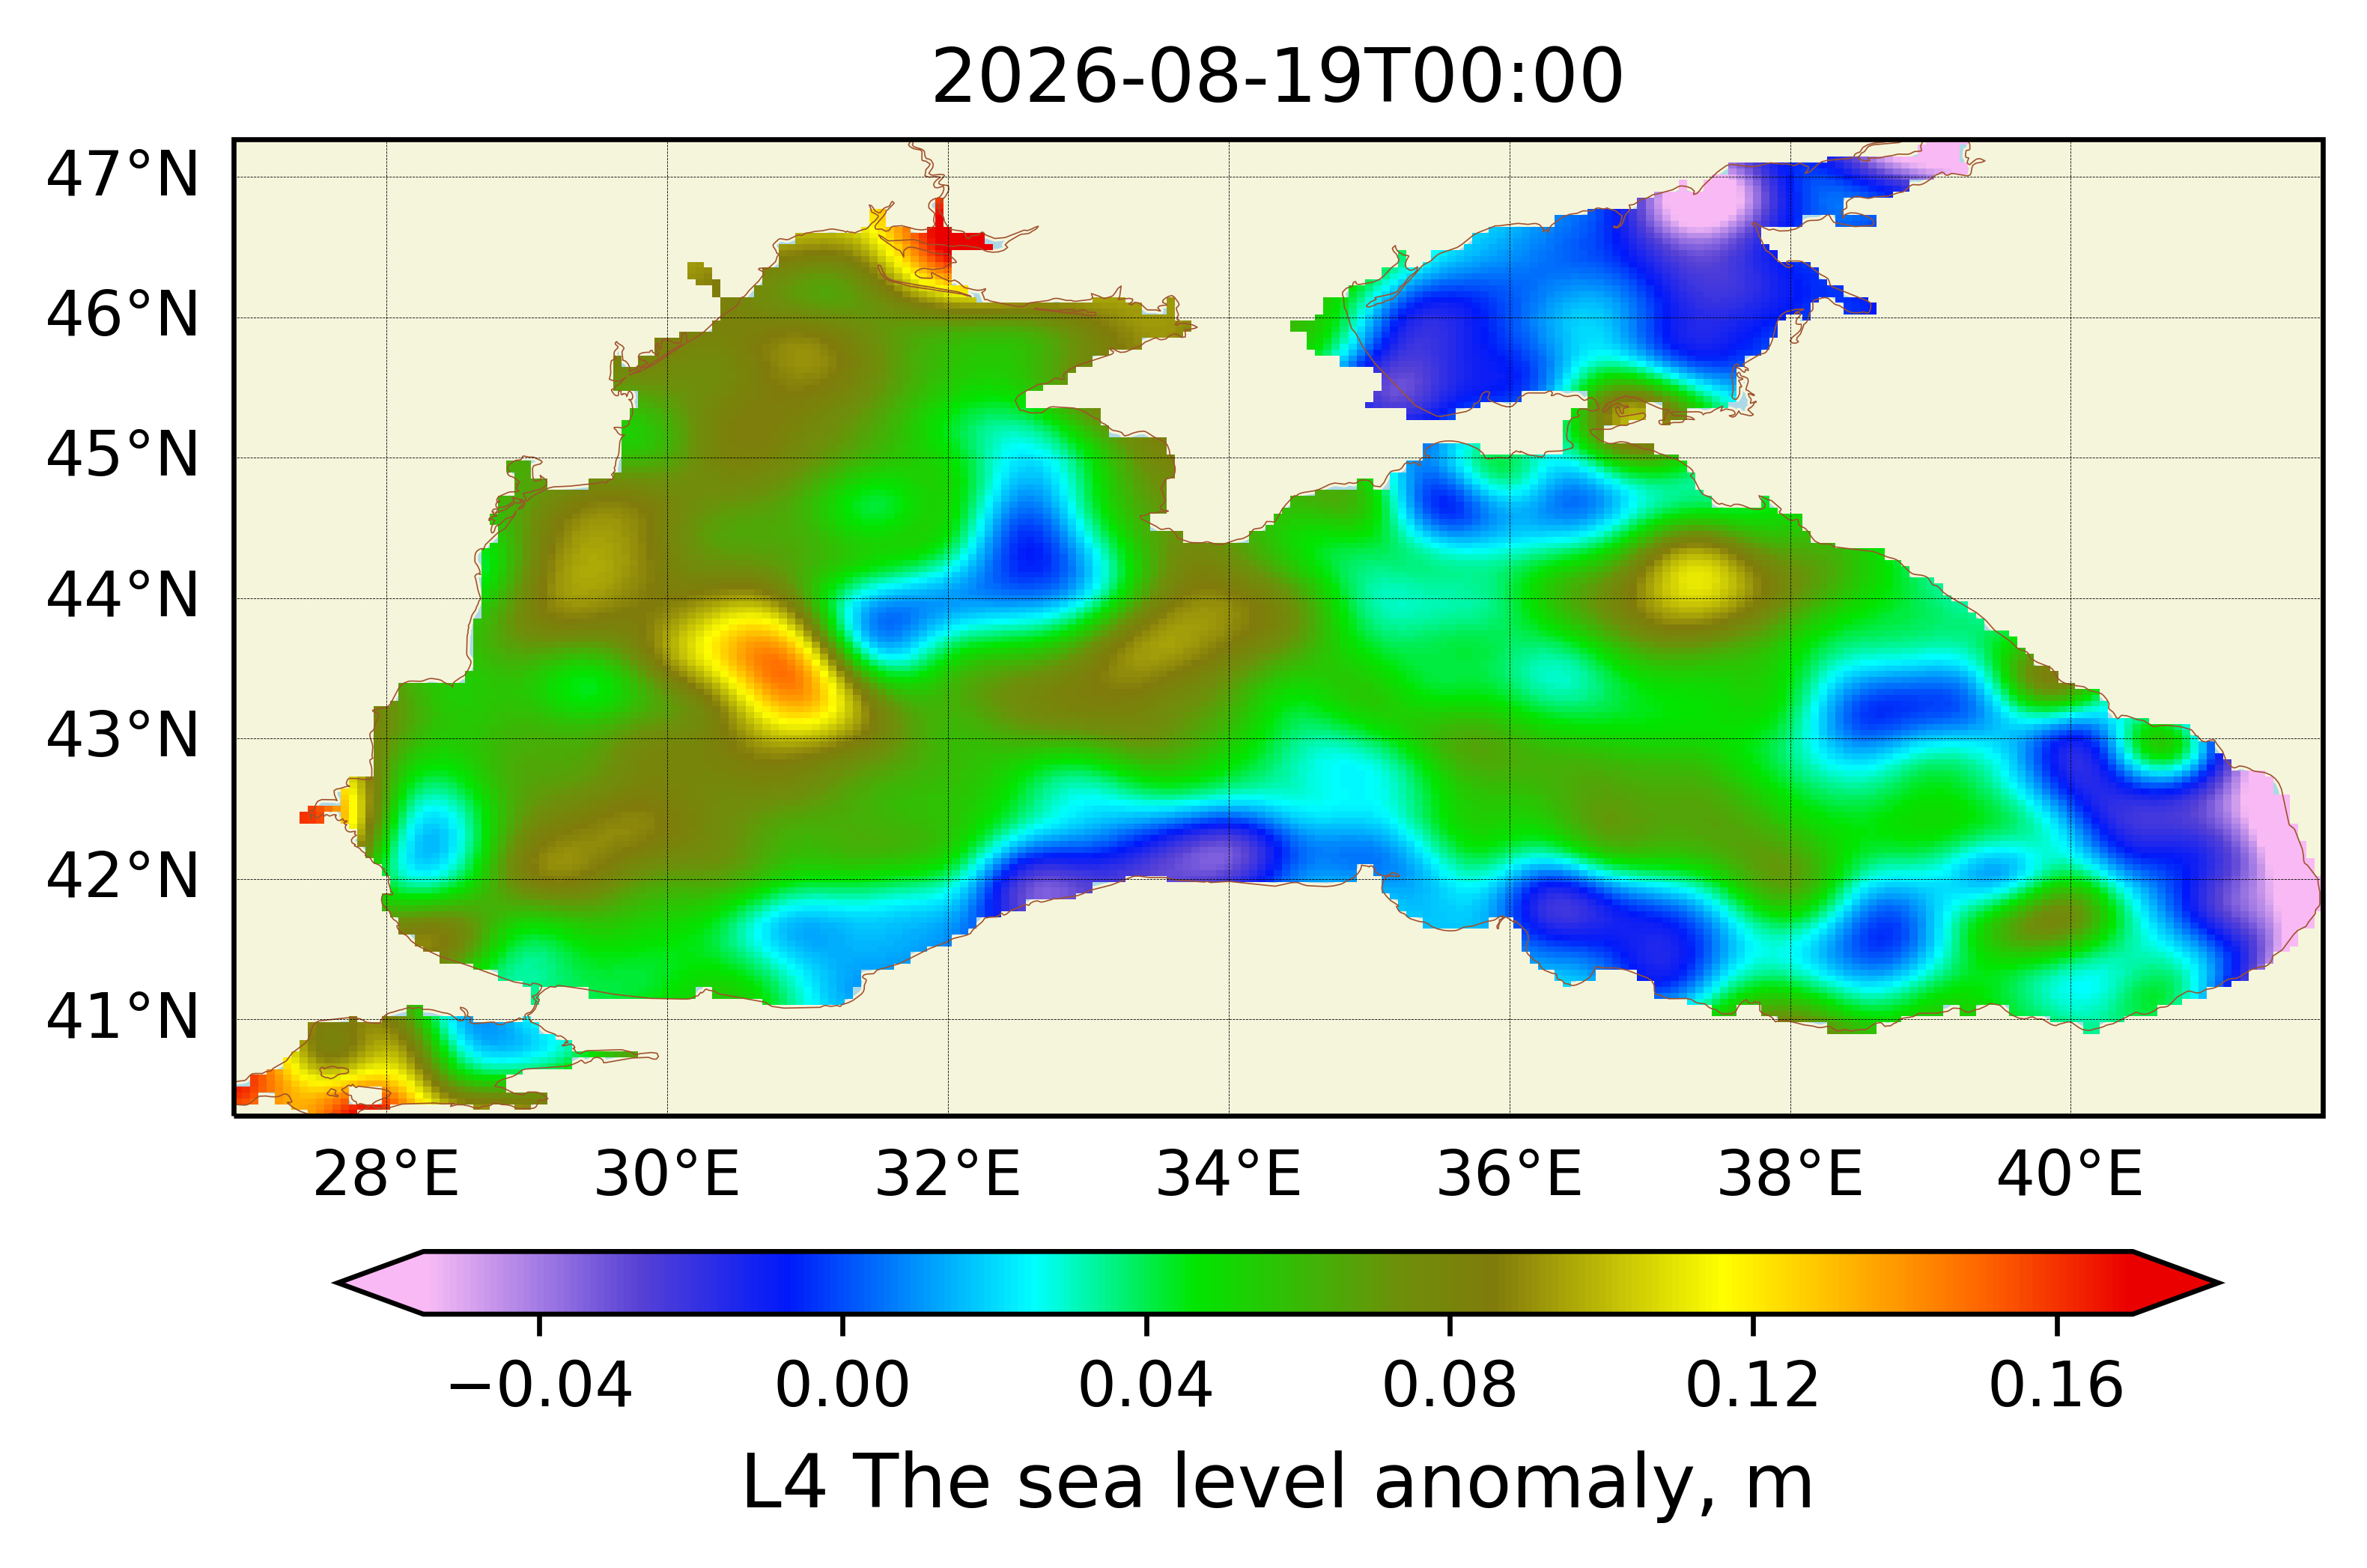 2026-08-19T00:00
47°N
46°N
45°N
44°N
43°N
42°N
41°N
28°E 30°E 32°E 34°E 36°E 38°E 40°E
−0.04 0.00 0.04 0.08 0.12 0.16
L4 The sea level anomaly, m